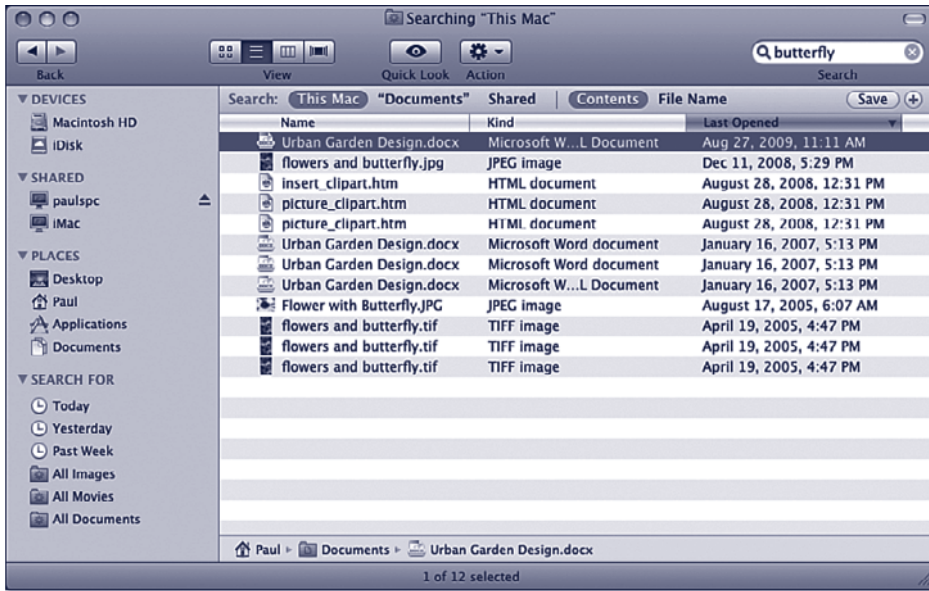 Searching "This Mac"
butterfly
Back
View
Quick Look
Action
Search
DEVICES
Macintosh HD
iDisk
SHARED
paulspc
iMac
PLACES
Desktop
Paul
Applications
Documents
SEARCH FOR
Today
Yesterday
Past Week
All Images
All Movies
All Documents
Search: This Mac "Documents" Shared Contents File Name Save
Name Kind Last Opened
Urban Garden Design.docx Microsoft W...L Document Aug 27, 2009, 11:11 AM
flowers and butterfly.jpg JPEG image Dec 11, 2008, 5:29 PM
insert_clipart.htm HTML document August 28, 2008, 12:31 PM
picture_clipart.htm HTML document August 28, 2008, 12:31 PM
picture_clipart.htm HTML document August 28, 2008, 12:31 PM
Urban Garden Design.docx Microsoft Word document January 16, 2007, 5:13 PM
Urban Garden Design.docx Microsoft Word document January 16, 2007, 5:13 PM
Urban Garden Design.docx Microsoft W...L Document January 16, 2007, 5:13 PM
Flower with Butterfly.JPG JPEG image August 17, 2005, 6:07 AM
flowers and butterfly.tif TIFF image April 19, 2005, 4:47 PM
flowers and butterfly.tif TIFF image April 19, 2005, 4:47 PM
flowers and butterfly.tif TIFF image April 19, 2005, 4:47 PM
Paul Documents Urban Garden Design.docx
1 of 12 selected